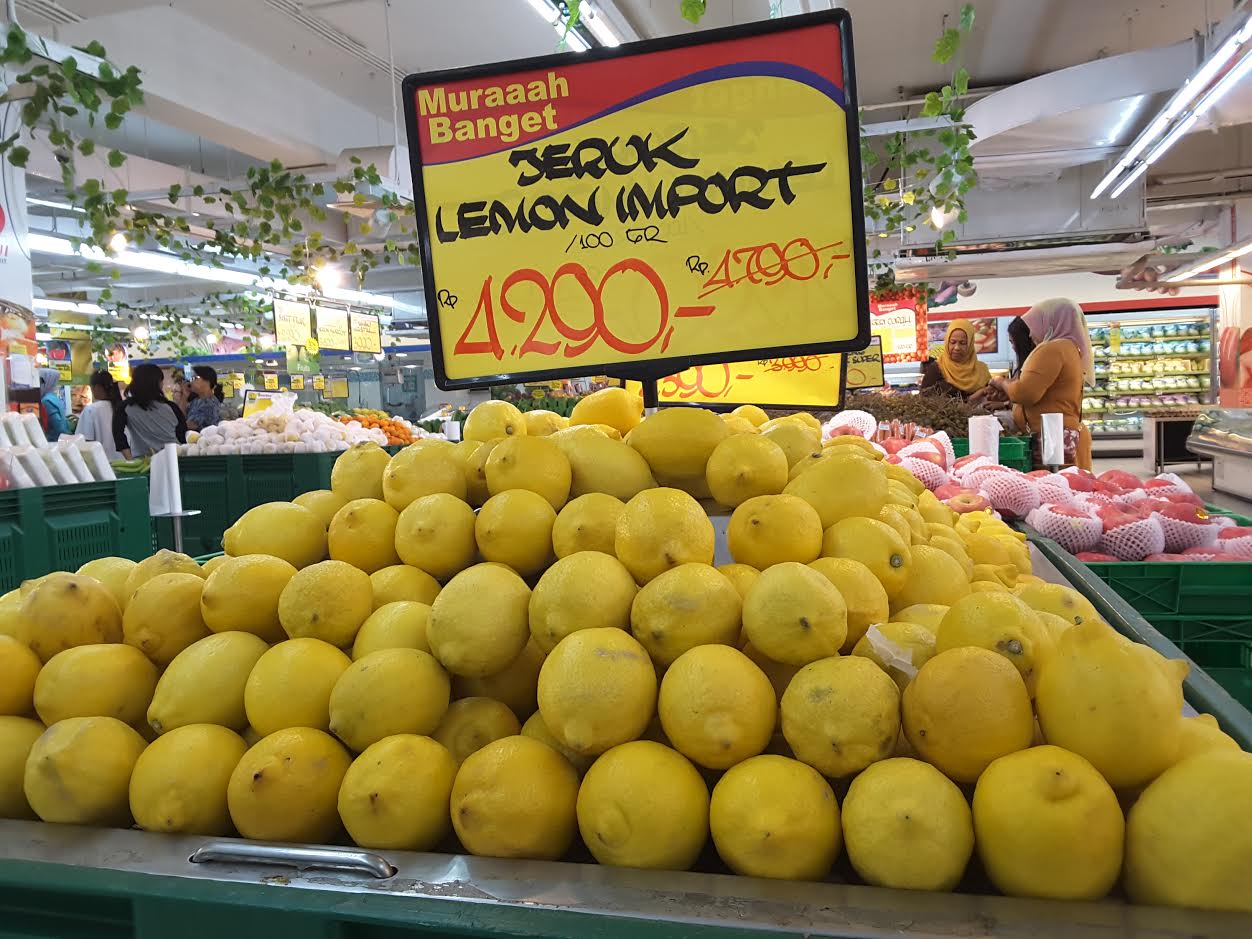 Muraaah
Banget
JERUK
LEMON IMPORT
/100 GR
Rp 4.290,-
Rp. 4.790,-